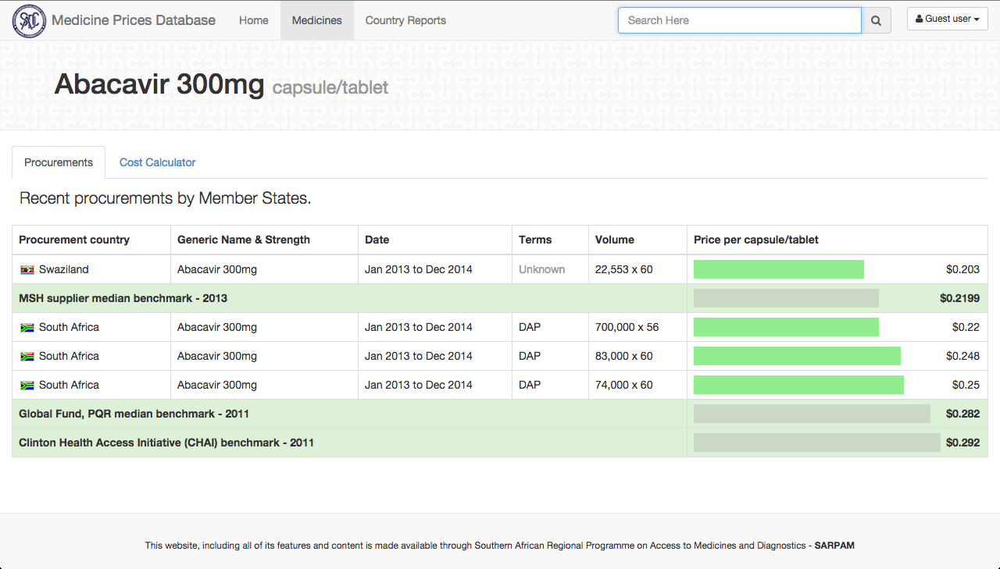 SADC Medicine Prices Database Home Medicines Country Reports Search Here Guest user
Abacavir 300mg capsule/tablet
Procurements Cost Calculator
Recent procurements by Member States.
Procurement country Generic Name & Strength Date Terms Volume Price per capsule/tablet
Swaziland Abacavir 300mg Jan 2013 to Dec 2014 Unknown 22,553 x 60 $0.203
MSH supplier median benchmark - 2013 $0.2199
South Africa Abacavir 300mg Jan 2013 to Dec 2014 DAP 700,000 x 56 $0.22
South Africa Abacavir 300mg Jan 2013 to Dec 2014 DAP 83,000 x 60 $0.248
South Africa Abacavir 300mg Jan 2013 to Dec 2014 DAP 74,000 x 60 $0.25
Global Fund, PQR median benchmark - 2011 $0.282
Clinton Health Access Initiative (CHAI) benchmark - 2011 $0.292
This website, including all of its features and content is made available through Southern African Regional Programme on Access to Medicines and Diagnostics - SARPAM